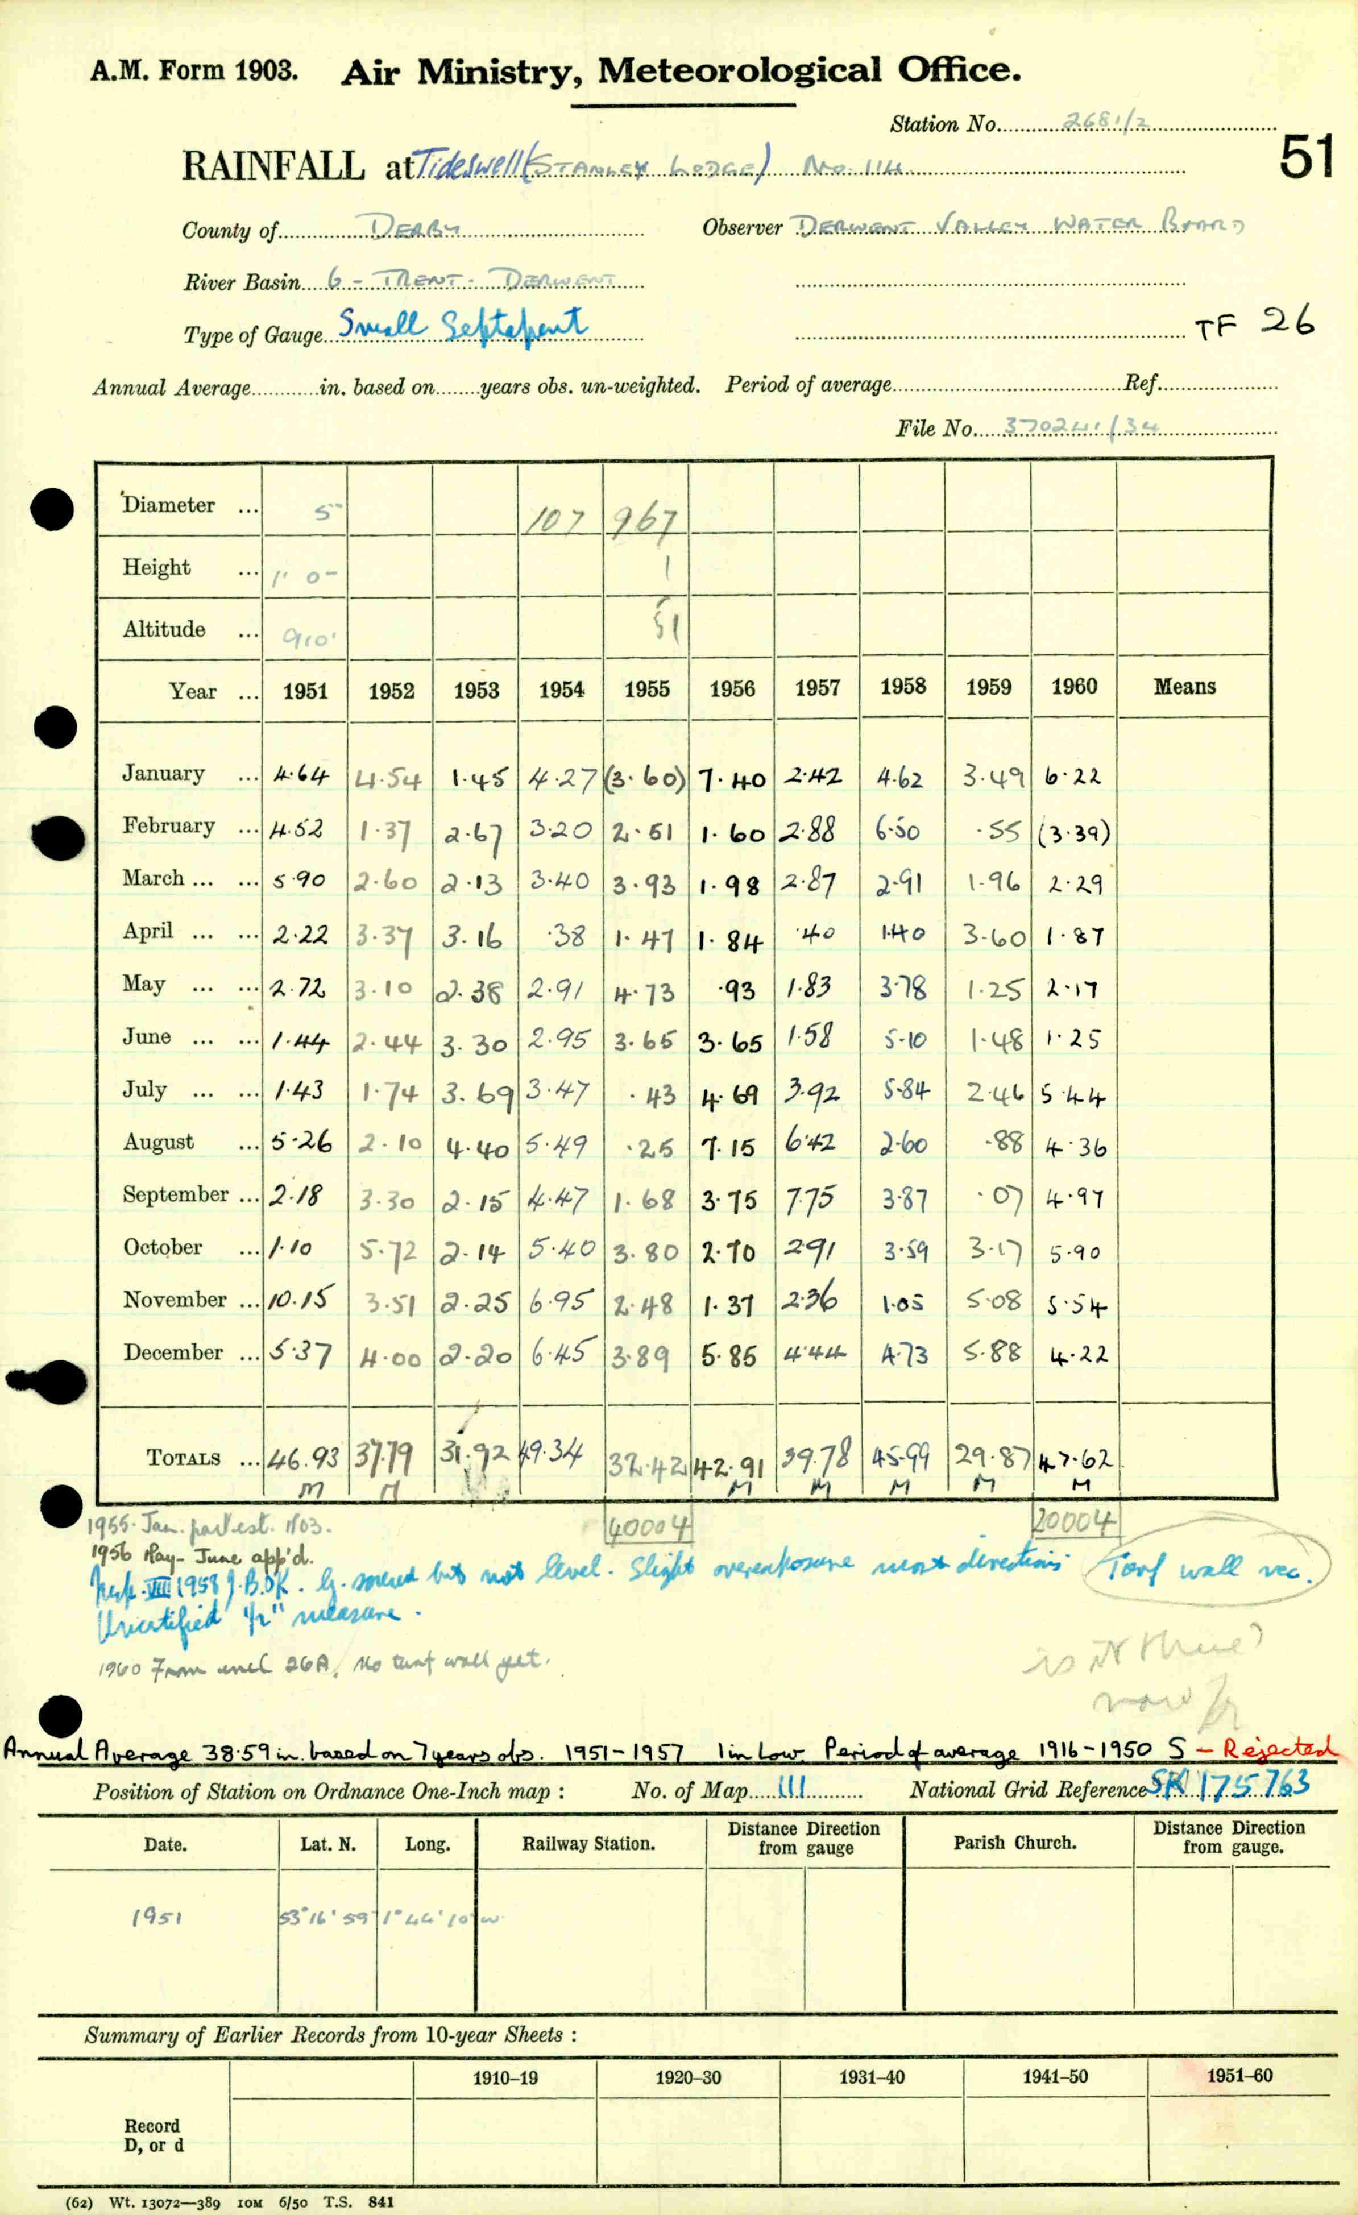 A.M. Form 1903. Air Ministry, Meteorological Office.
Station No. 2681/2
51
RAINFALL at Tideswell (STANLEY LODGE) No. 114
County of DERBY Observer DERWENT VALLEY WATER BOARD
River Basin 6 - TRENT - DERWENT
Type of Gauge Small Septapent
TF 26
Annual Average in. based on years obs. un-weighted. Period of average Ref.
File No. 370241/34
Diameter ... 5 107 967
Height ... 1' 0" 1
Altitude ... 910' 51
Year ... 1951 1952 1953 1954 1955 1956 1957 1958 1959 1960 Means
January ... 4.64 4.54 1.45 4.27 (3.60) 7.40 2.42 4.62 3.49 6.22
February ... 4.52 1.37 2.67 3.20 2.51 1.60 2.88 6.50 .55 (3.39)
March ... ... 5.90 2.60 2.13 3.40 3.93 1.98 2.87 2.91 1.96 2.29
April ... ... 2.22 3.37 3.16 .38 1.47 1.84 .40 1.40 3.60 1.87
May ... ... 2.72 3.10 2.38 2.91 4.73 .93 1.83 3.78 1.25 2.17
June ... ... 1.44 2.44 3.30 2.95 3.65 3.65 1.58 5.10 1.48 1.25
July ... ... 1.43 1.74 3.69 3.47 .43 4.69 3.92 5.84 2.46 5.44
August ... 5.26 2.10 4.40 5.49 .25 7.15 6.42 2.60 .88 4.36
September ... 2.18 3.30 2.15 4.47 1.68 3.75 7.75 3.87 .07 4.97
October ... 1.10 5.72 2.14 5.40 3.80 2.70 2.91 3.59 3.17 5.90
November ... 10.15 3.51 2.25 6.95 2.48 1.37 2.36 1.05 5.08 5.54
December ... 5.37 4.00 2.20 6.45 3.89 5.85 4.44 4.73 5.88 4.22
TOTALS ... 46.93 37.79 31.92 49.34 32.42 42.91 39.78 45.99 29.87 47.62
M M M M M M M
40004 20004
1955. Jan. part est. 1103.
1956 May - June app'd.
Insp. VIII 1958 J.B.DK. G. sound but not level. Slight overexposure most directions. Turf wall rec.
Uncertified 1/2" measure.
1960 From encl 26A, No turf wall yet.
is it there?
Annual Average 38.59 in. based on 7 years obs. 1951-1957 1 in Low Period of average 1916-1950 S - Rejected
Position of Station on Ordnance One-Inch map : No. of Map 111 National Grid Reference SK 175763
Date. Lat. N. Long. Railway Station. Distance Direction from gauge Parish Church. Distance Direction from gauge.
1951 53° 16' 59" 1° 44' 10" W.
Summary of Earlier Records from 10-year Sheets :
1910–19 1920–30 1931–40 1941–50 1951–60
Record
D, or d
(62) Wt. 13072—389 10M 6/50 T.S. 841